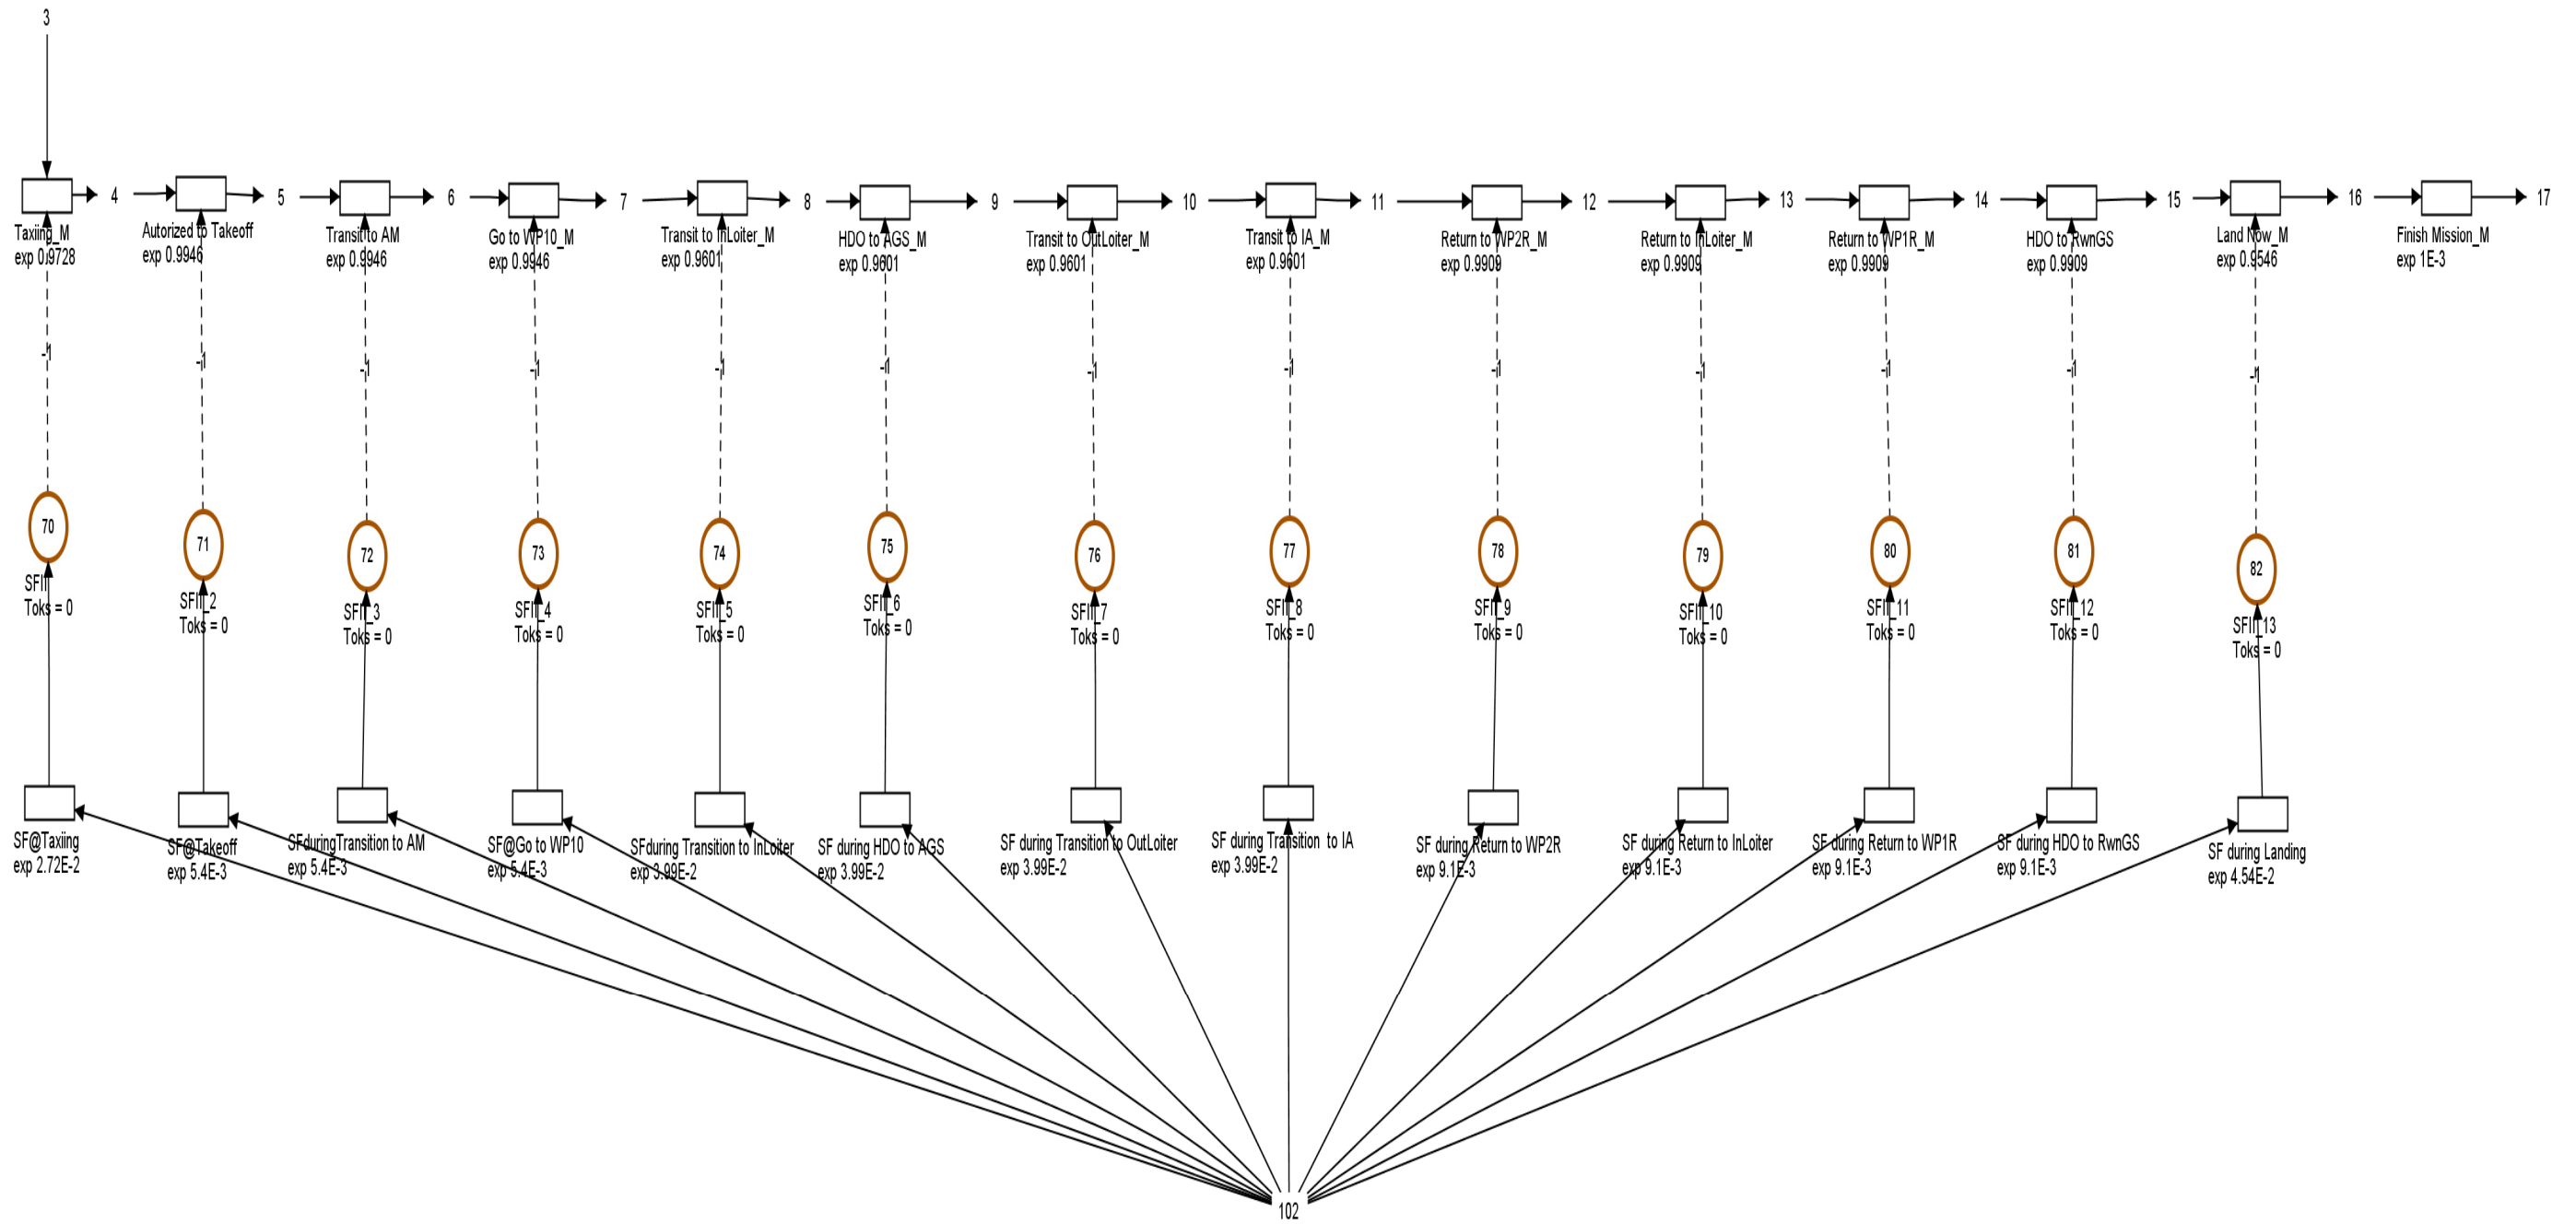 3
4
5
6
7
8
9
10
11
12
13
14
15
16
17
Taxiing_M
exp 0.9728
Autorized to Takeoff
exp 0.9946
Transit to AM
exp 0.9946
Go to WP10_M
exp 0.9946
Transit to InLoiter_M
exp 0.9601
HDO to AGS_M
exp 0.9601
Transit to OutLoiter_M
exp 0.9601
Transit to IA_M
exp 0.9601
Return to WP2R_M
exp 0.9909
Return to InLoiter_M
exp 0.9909
Return to WP1R_M
exp 0.9909
HDO to RwnGS
exp 0.9909
Land Now_M
exp 0.9546
Finish Mission_M
exp 1E-3
-1
-1
-1
-1
-1
-1
-1
-1
-1
-1
-1
-1
-1
70
71
72
73
74
75
76
77
78
79
80
81
82
Toks = 0
Toks = 0
Toks = 0
Toks = 0
Toks = 0
Toks = 0
Toks = 0
Toks = 0
Toks = 0
Toks = 0
Toks = 0
Toks = 0
Toks = 0
SF@Taxiing
exp 2.72E-2
SF@Takeoff
exp 5.4E-3
SFduringTransition to AM
exp 5.4E-3
SF@Go to WP10
exp 5.4E-3
SFduring Transition to InLoiter
exp 3.99E-2
SF during HDO to AGS
exp 3.99E-2
SF during Transition to OutLoiter
exp 3.99E-2
SF during Transition to IA
exp 3.99E-2
SF during Return to WP2R
exp 9.1E-3
SF during Return to InLoiter
exp 9.1E-3
SF during Return to WP1R
exp 9.1E-3
SF during HDO to RwnGS
exp 9.1E-3
SF during Landing
exp 4.54E-2
102